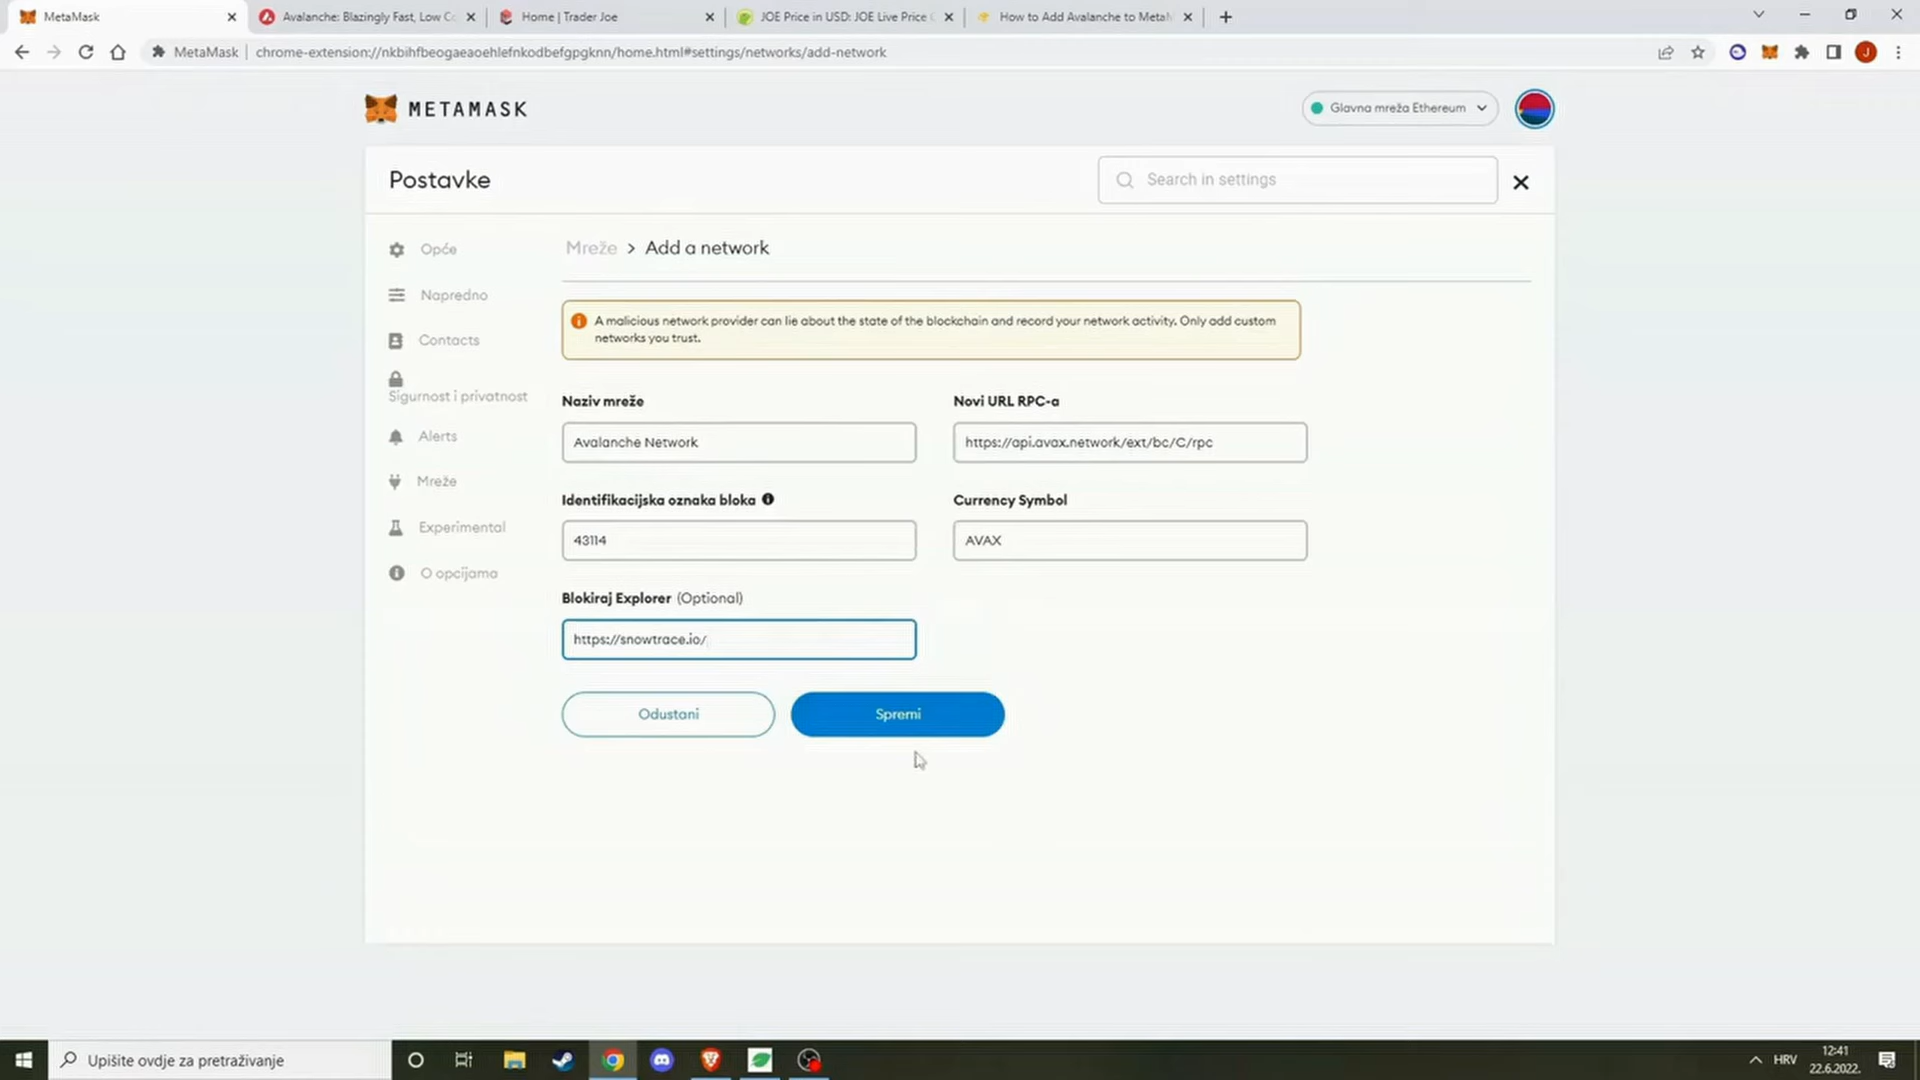 MetaMask
Avalanche: Blazingly Fast, Low Co
Home | Trader Joe
JOE Price in USD: JOE Live Price C
How to Add Avalanche to MetaM
MetaMask
chrome-extension://nkbihfbeogaeaoehlefnkodbefgpgknn/home.html#settings/networks/add-network
J
METAMASK
Glavna mreža Ethereum
Postavke
Search in settings
Opće
Napredno
Contacts
Sigurnost i privatnost
Alerts
Mreže
Experimental
O opcijama
Mreže > Add a network
A malicious network provider can lie about the state of the blockchain and record your network activity. Only add custom
networks you trust.
Naziv mreže
Avalanche Network
Novi URL RPC-a
https://api.avax.network/ext/bc/C/rpc
Identifikacijska oznaka bloka
43114
Currency Symbol
AVAX
Blokiraj Explorer (Optional)
https://snowtrace.io/
Odustani
Spremi
Upišite ovdje za pretraživanje
HRV
12:41
22.6.2022.